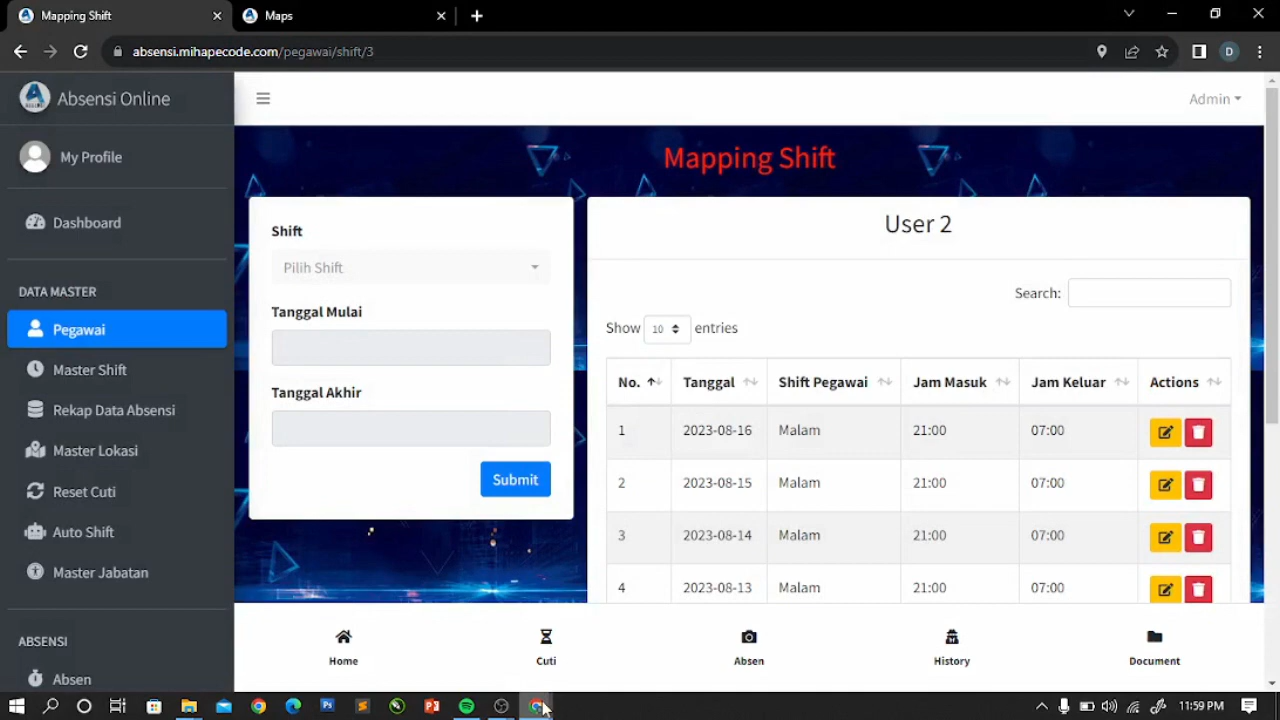 Mapping Shift
Maps
absensi.mihapecode.com/pegawai/shift/3
D
Absensi Online
Admin
My Profile
Dashboard
DATA MASTER
Pegawai
Master Shift
Rekap Data Absensi
Master Lokasi
Reset Cuti
Auto Shift
Master Jabatan
ABSENSI
Absen
Mapping Shift
Shift
Pilih Shift
Tanggal Mulai
Tanggal Akhir
Submit
User 2
Search:
Show 10 entries
No. Tanggal Shift Pegawai Jam Masuk Jam Keluar Actions
1 2023-08-16 Malam 21:00 07:00
2 2023-08-15 Malam 21:00 07:00
3 2023-08-14 Malam 21:00 07:00
4 2023-08-13 Malam 21:00 07:00
Home Cuti Absen History Document
11:59 PM